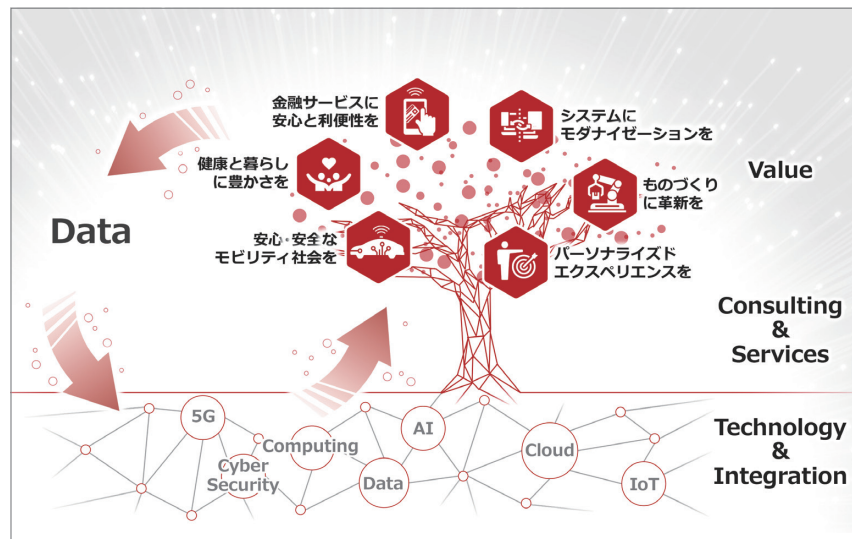 金融サービスに
安心と利便性を
システムに
モダナイゼーションを
健康と暮らし
に豊かさを
ものづくり
に革新を
Value
Data
安心・安全な
モビリティ社会を
パーソナライズド
エクスペリエンスを
Consulting
&
Services
5G
AI
Computing
Cyber
Security
Data
Cloud
IoT
Technology
&
Integration